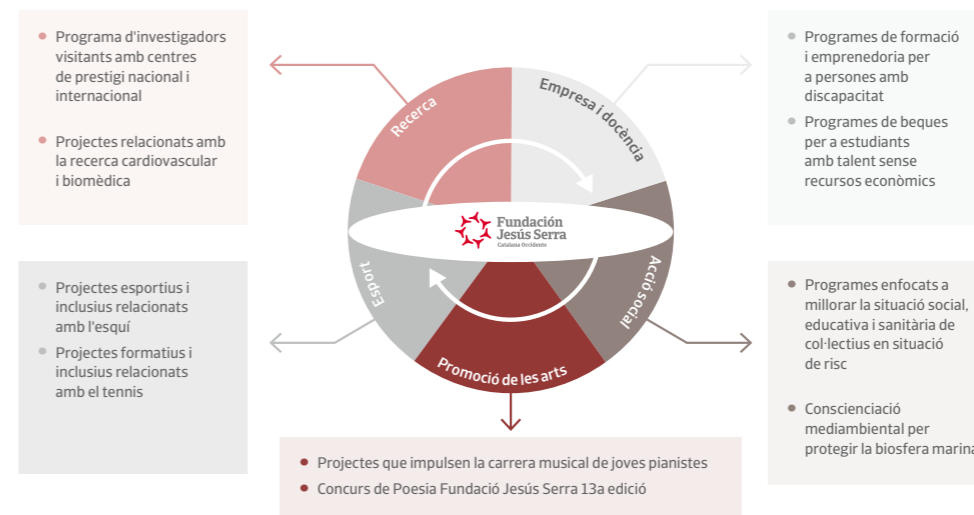 Programa d'investigadors
visitants amb centres
de prestigi nacional i
internacional
Projectes relacionats amb
la recerca cardiovascular
i biomèdica
Recerca
Empresa i docència
Programes de formació
i emprenedoria per
a persones amb
discapacitat
Programes de beques
per a estudiants
amb talent sense
recursos econòmics
Fundación
Jesús Serra
Catalana Occidente
Projectes esportius i
inclusius relacionats
amb l'esquí
Projectes formatius i
inclusius relacionats
amb el tennis
Esport
Acció social
Programes enfocats a
millorar la situació social,
educativa i sanitària de
col·lectius en situació
de risc
Conscienciació
mediambiental per
protegir la biosfera marina
Promoció de les arts
Projectes que impulsen la carrera musical de joves pianistes
Concurs de Poesia Fundació Jesús Serra 13a edició